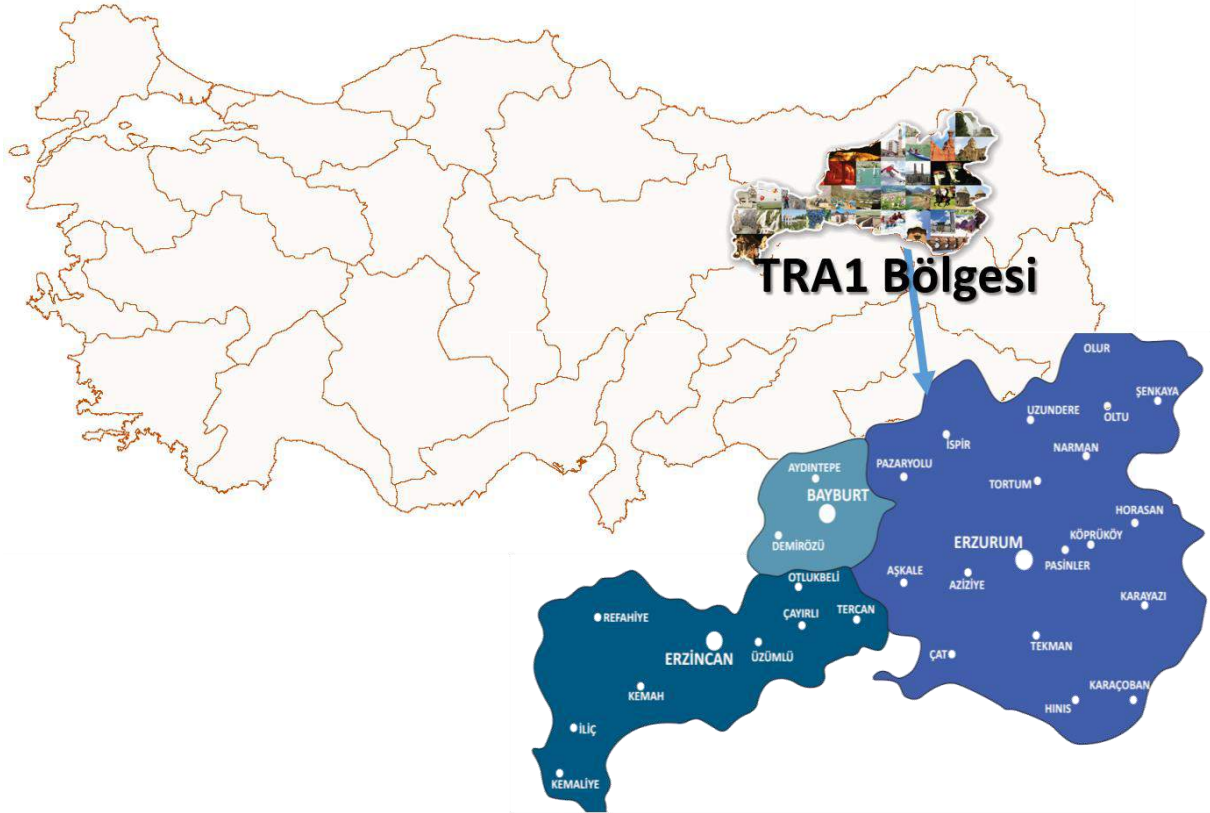 TRA1 Bölgesi
OLUR
ŞENKAYA
UZUNDERE
OLTU
İSPİR
NARMAN
PAZARYOLU
AYDINTEPE
TORTUM
BAYBURT
HORASAN
KÖPRÜKÖY
ERZURUM
DEMİRÖZÜ
PASİNLER
AŞKALE
AZİZİYE
OTLUKBELİ
KARAYAZI
TERCAN
ÇAYIRLI
REFAHİYE
TEKMAN
ERZİNCAN
ÜZÜMLÜ
ÇAT
KARAÇOBAN
KEMAH
HINIS
İLİÇ
KEMALİYE